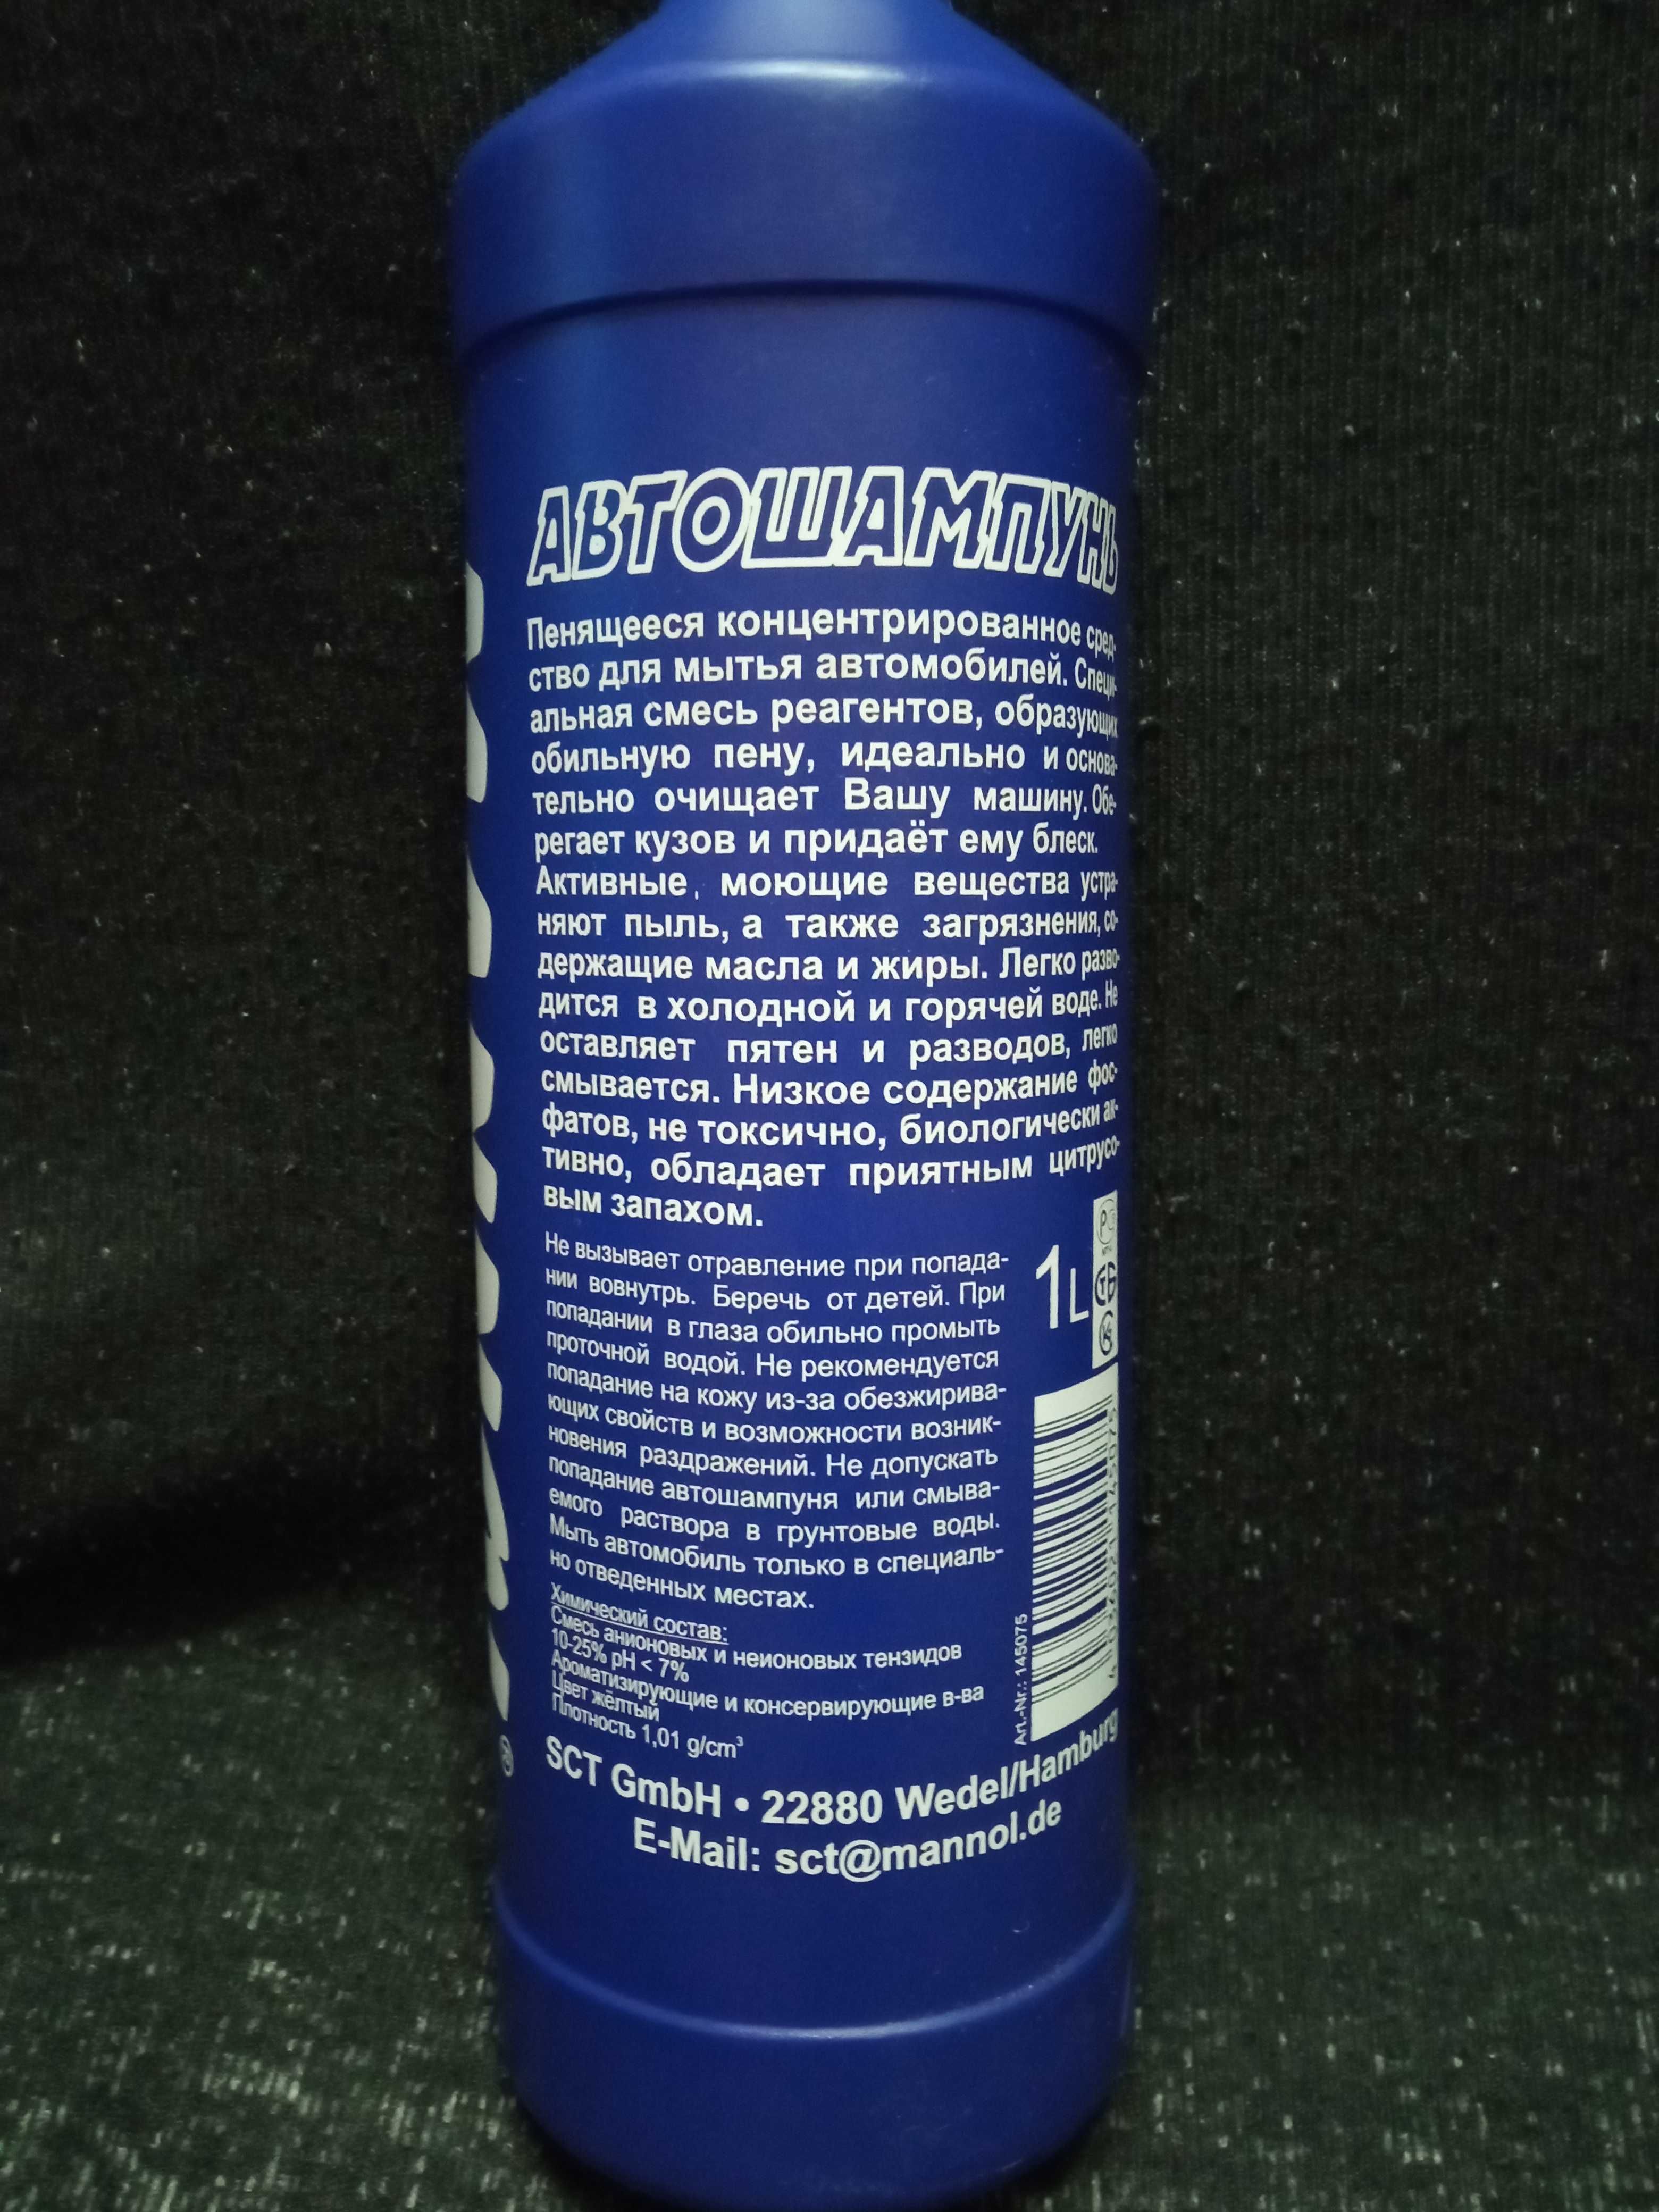 АВТОШАМПУНЬ
Пенящееся концентрированное сред-
ство для мытья автомобилей. Специ-
альная смесь реагентов, образующих
обильную пену, идеально и основа-
тельно очищает Вашу машину. Обе-
регает кузов и придаёт ему блеск.
Активные, моющие вещества устра-
няют пыль, а также загрязнения, со-
держащие масла и жиры. Легко разво-
дится в холодной и горячей воде. Не
оставляет пятен и разводов, легко
смывается. Низкое содержание фос-
фатов, не токсично, биологически ак-
тивно, обладает приятным цитрусо-
вым запахом.
Не вызывает отравление при попада-
нии вовнутрь. Беречь от детей. При
попадании в глаза обильно промыть
проточной водой. Не рекомендуется
попадание на кожу из-за обезжирива-
ющих свойств и возможности возник-
новения раздражений. Не допускать
попадание автошампуня или смыва-
емого раствора в грунтовые воды.
Мыть автомобиль только в специаль-
но отведенных местах.
1L
Химический состав:
Смесь анионовых и неионовых тензидов
10-25% pH < 7%
Ароматизирующие и консервирующие в-ва
Цвет жёлтый
Плотность 1,01 g/cm³
Art.-Nr.: 145075
SCT GmbH • 22880 Wedel/Hamburg
E-Mail: sct@mannol.de